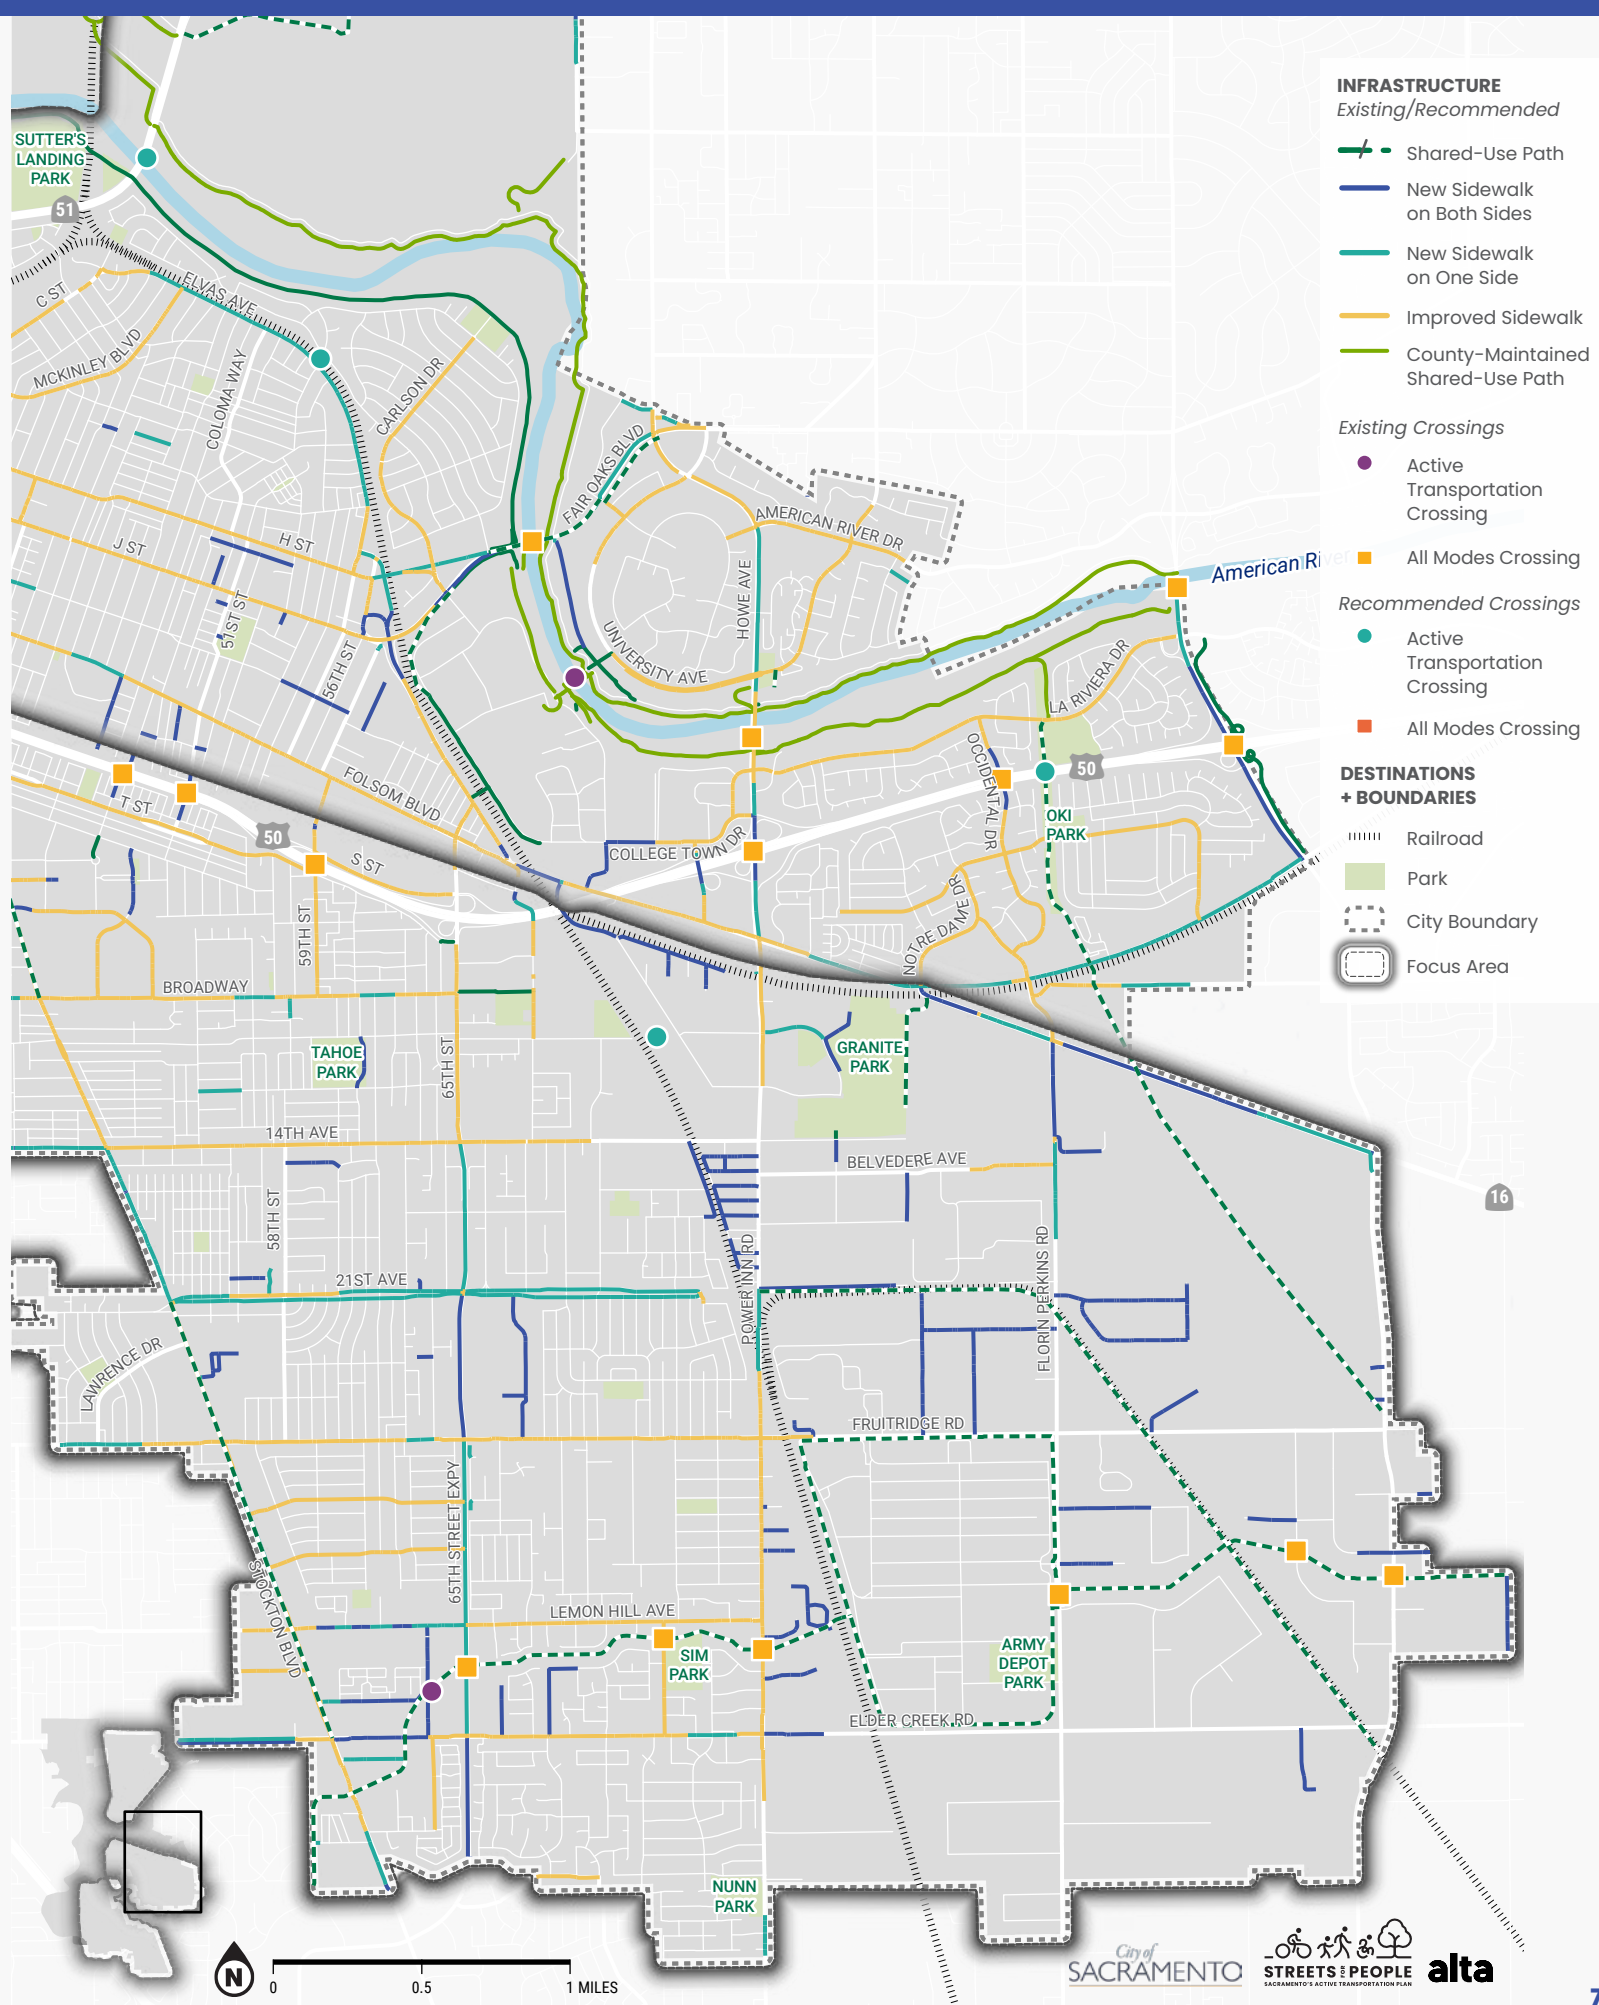 INFRASTRUCTURE
Existing/Recommended
Shared-Use Path
New Sidewalk
on Both Sides
New Sidewalk
on One Side
Improved Sidewalk
County-Maintained
Shared-Use Path
Existing Crossings
Active
Transportation
Crossing
All Modes Crossing
Recommended Crossings
Active
Transportation
Crossing
All Modes Crossing
DESTINATIONS
+ BOUNDARIES
Railroad
Park
City Boundary
Focus Area
SUTTER'S
LANDING
PARK
51
C ST
ELVAS AVE
MCKINLEY BLVD
COLOMA WAY
CARLSON DR
FAIR OAKS BLVD
AMERICAN RIVER DR
H ST
J ST
HOWE AVE
American River
51ST ST
56TH ST
UNIVERSITY AVE
LA RIVIERA DR
OCCIDENTAL DR
50
FOLSOM BLVD
T ST
50
S ST
COLLEGE TOWN DR
OKI
PARK
59TH ST
NOTRE DAME DR
BROADWAY
TAHOE
PARK
65TH ST
GRANITE
PARK
14TH AVE
BELVEDERE AVE
16
58TH ST
21ST AVE
POWER INN RD
FLORIN PERKINS RD
LAWRENCE DR
FRUITRIDGE RD
65TH STREET EXPY
STOCKTON BLVD
LEMON HILL AVE
SIM
PARK
ARMY
DEPOT
PARK
ELDER CREEK RD
NUNN
PARK
N
0 0.5 1 MILES
City of
SACRAMENTO
STREETS FOR PEOPLE
SACRAMENTO'S ACTIVE TRANSPORTATION PLAN
alta
7